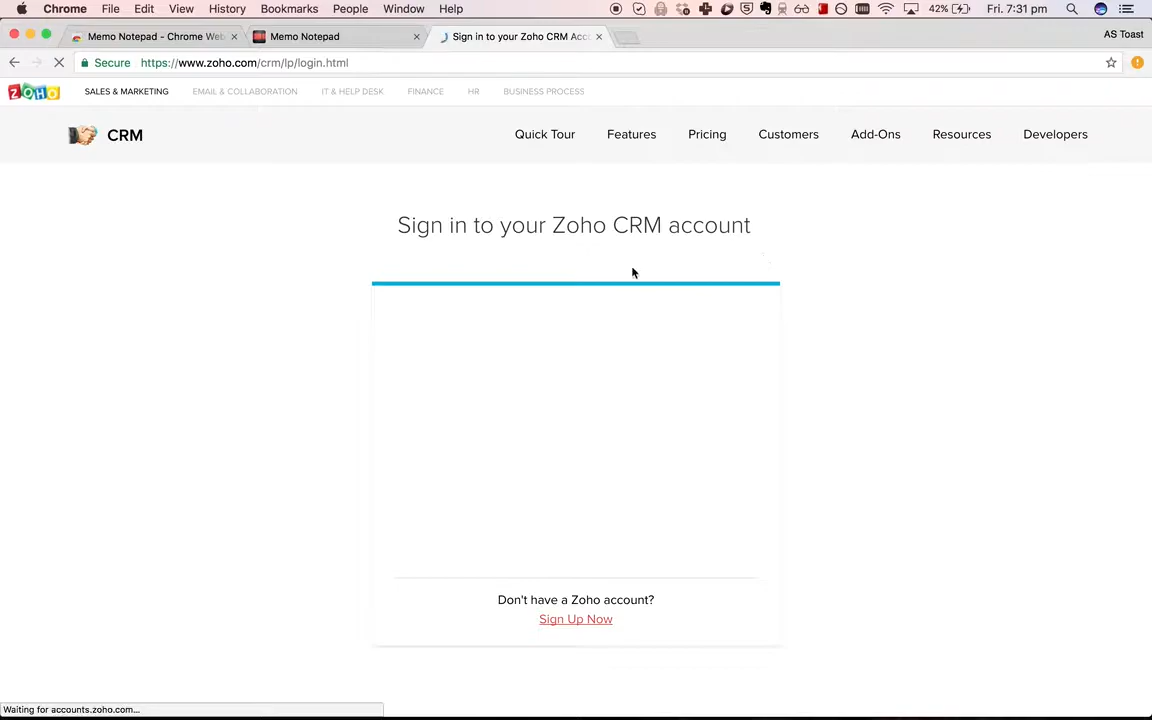 Chrome File Edit View History Bookmarks People Window Help 42% Fri. 7:31 pm
Memo Notepad - Chrome Web Memo Notepad Sign in to your Zoho CRM Acc AS Toast
Secure https://www.zoho.com/crm/lp/login.html
ZOHO SALES & MARKETING EMAIL & COLLABORATION IT & HELP DESK FINANCE HR BUSINESS PROCESS
CRM Quick Tour Features Pricing Customers Add-Ons Resources Developers
Sign in to your Zoho CRM account
Don't have a Zoho account?
Sign Up Now
Waiting for accounts.zoho.com...